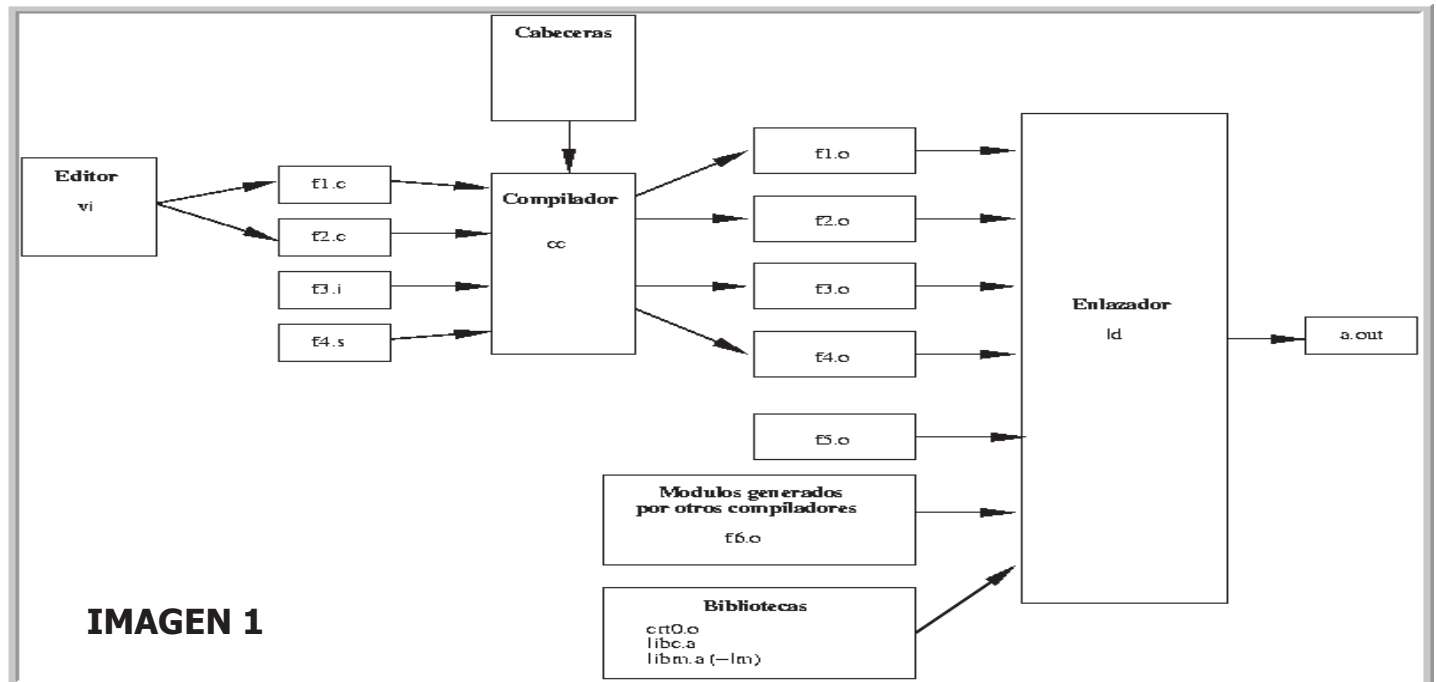 Cabeceras
Editor
vi
f1.c
f2.c
f3.i
f4.s
Compilador
cc
f1.o
f2.o
f3.o
f4.o
f5.o
Modulos generados
por otros compiladores
f6.o
Bibliotecas
crt0.o
libc.a
libm.a (-lm)
Enlazador
ld
a.out
IMAGEN 1